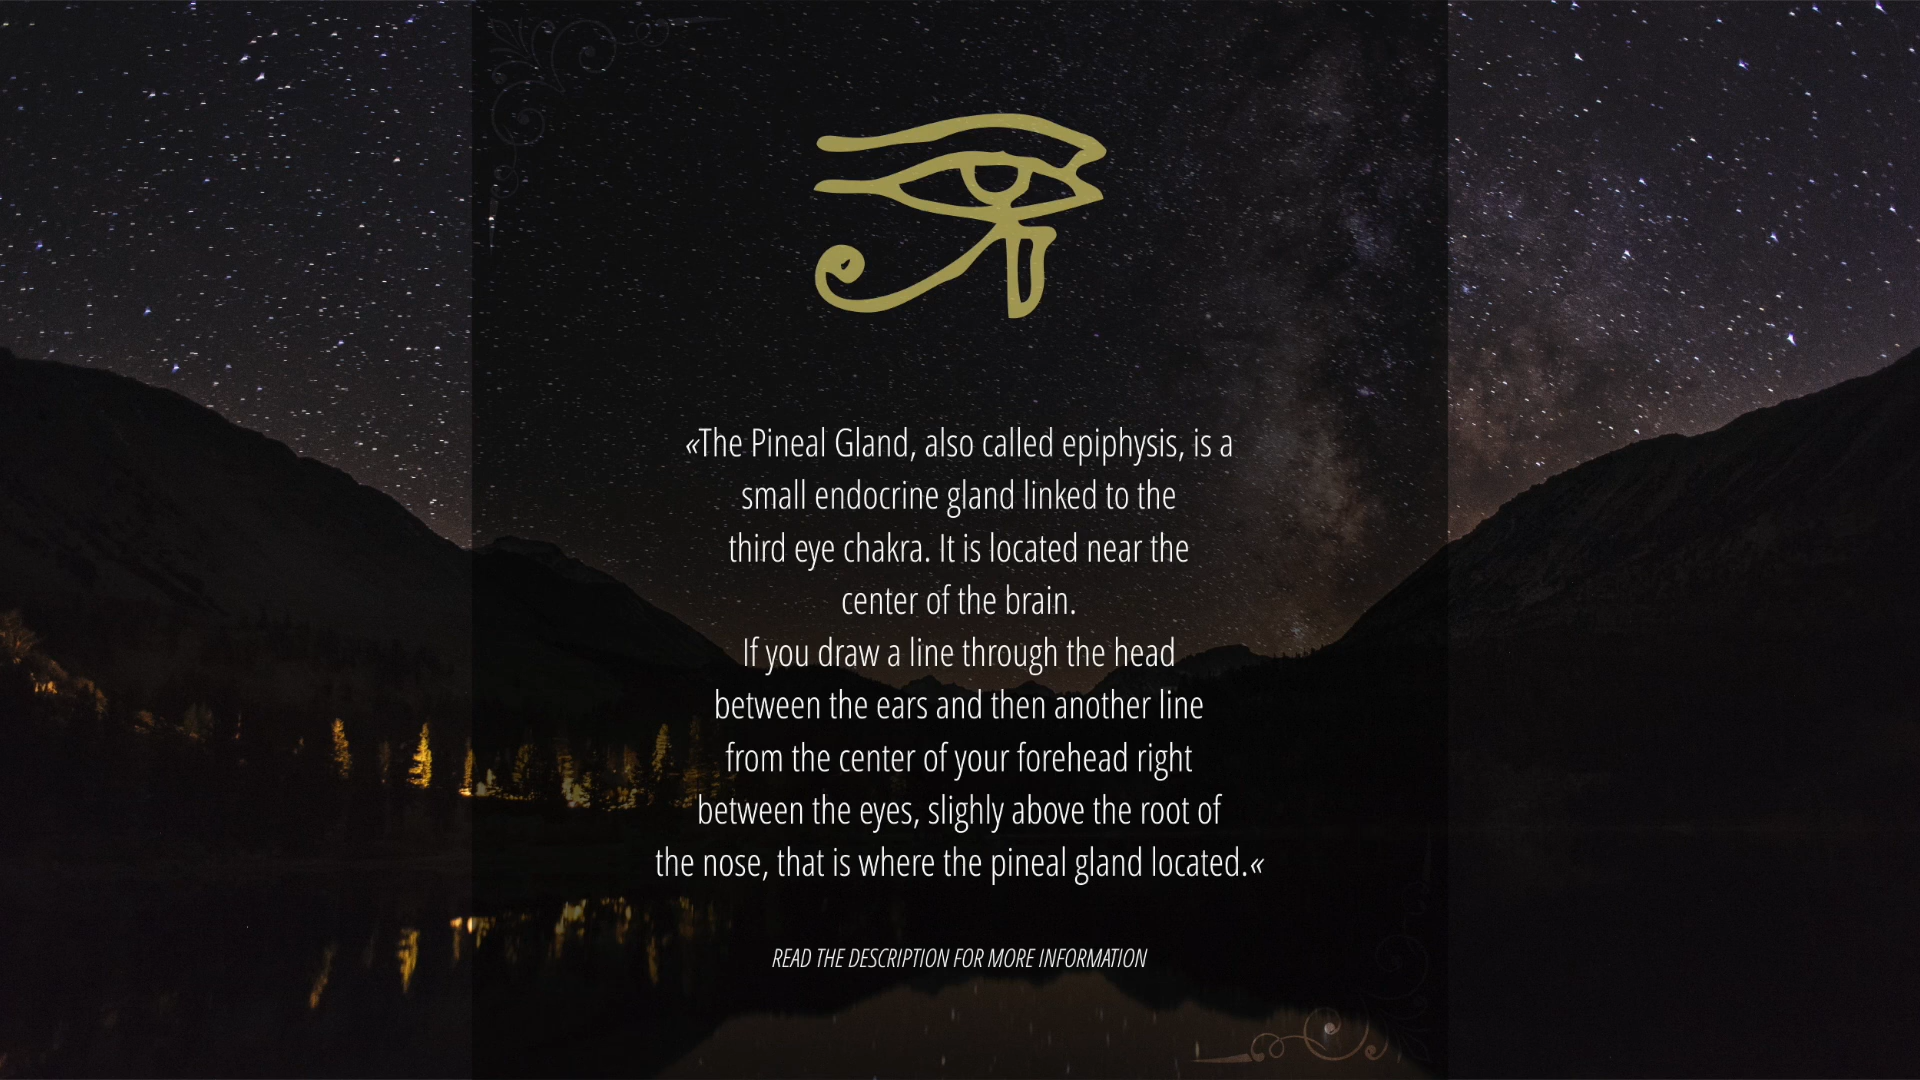 «The Pineal Gland, also called epiphysis, is a
small endocrine gland linked to the
third eye chakra. It is located near the
center of the brain.
If you draw a line through the head
between the ears and then another line
from the center of your forehead right
between the eyes, slighly above the root of
the nose, that is where the pineal gland located.«
READ THE DESCRIPTION FOR MORE INFORMATION